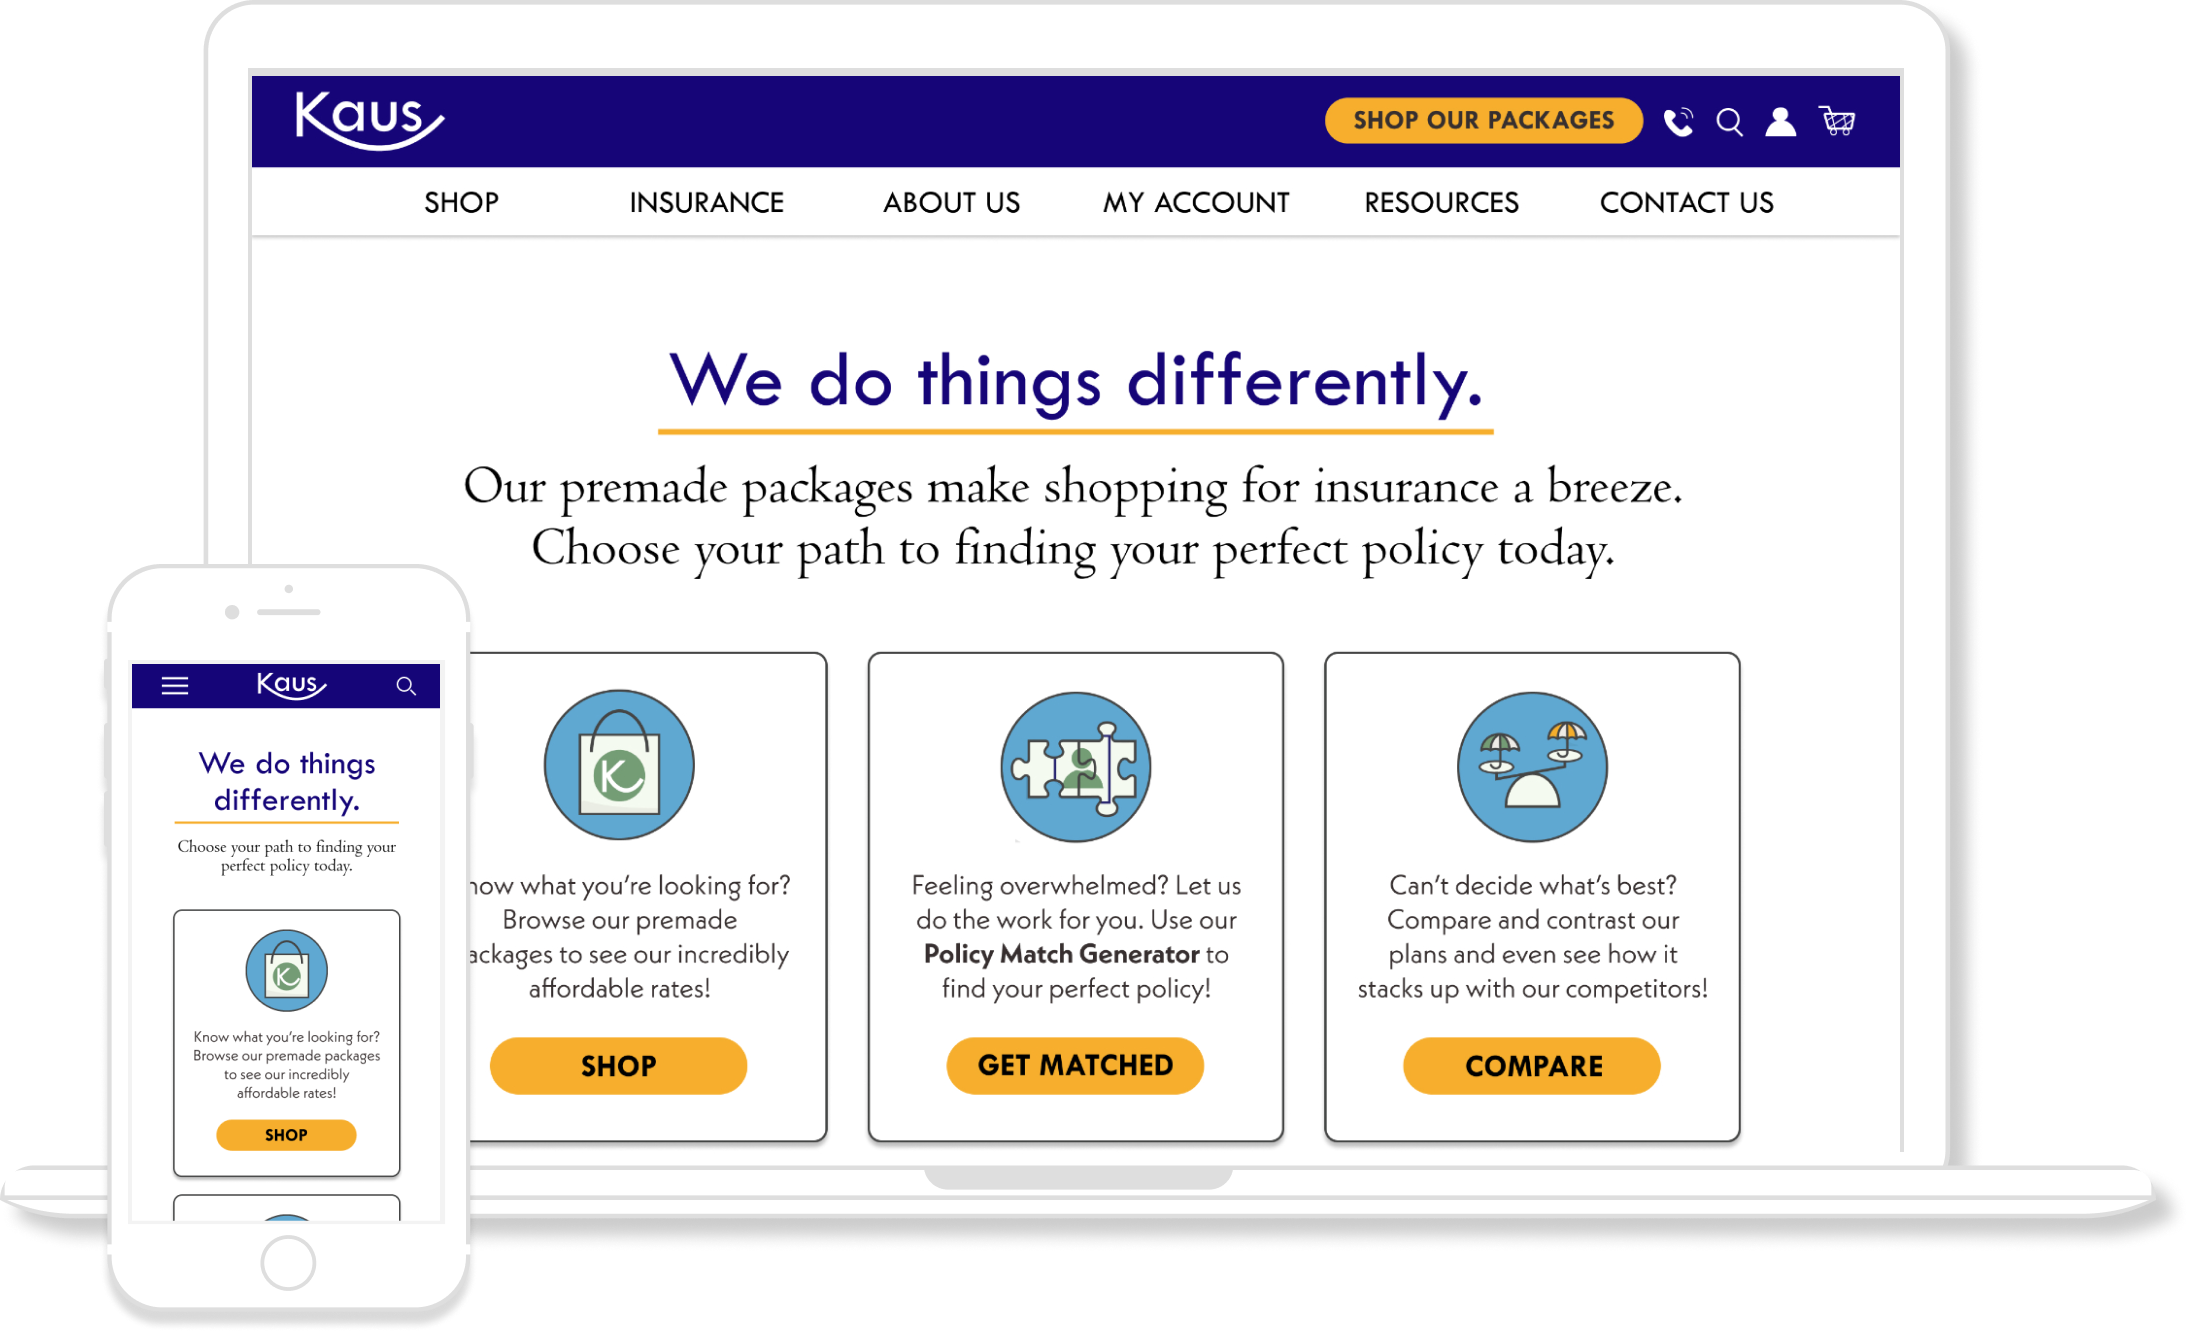 Kaus
SHOP OUR PACKAGES
SHOP INSURANCE ABOUT US MY ACCOUNT RESOURCES CONTACT US
We do things differently.
Our premade packages make shopping for insurance a breeze.
Choose your path to finding your perfect policy today.
now what you're looking for?
Browse our premade
ackages to see our incredibly
affordable rates!
SHOP
Feeling overwhelmed? Let us
do the work for you. Use our
Policy Match Generator to
find your perfect policy!
GET MATCHED
Can't decide what's best?
Compare and contrast our
plans and even see how it
stacks up with our competitors!
COMPARE
Kaus
We do things
differently.
Choose your path to finding your
perfect policy today.
K
Know what you're looking for?
Browse our premade packages
to see our incredibly
affordable rates!
SHOP